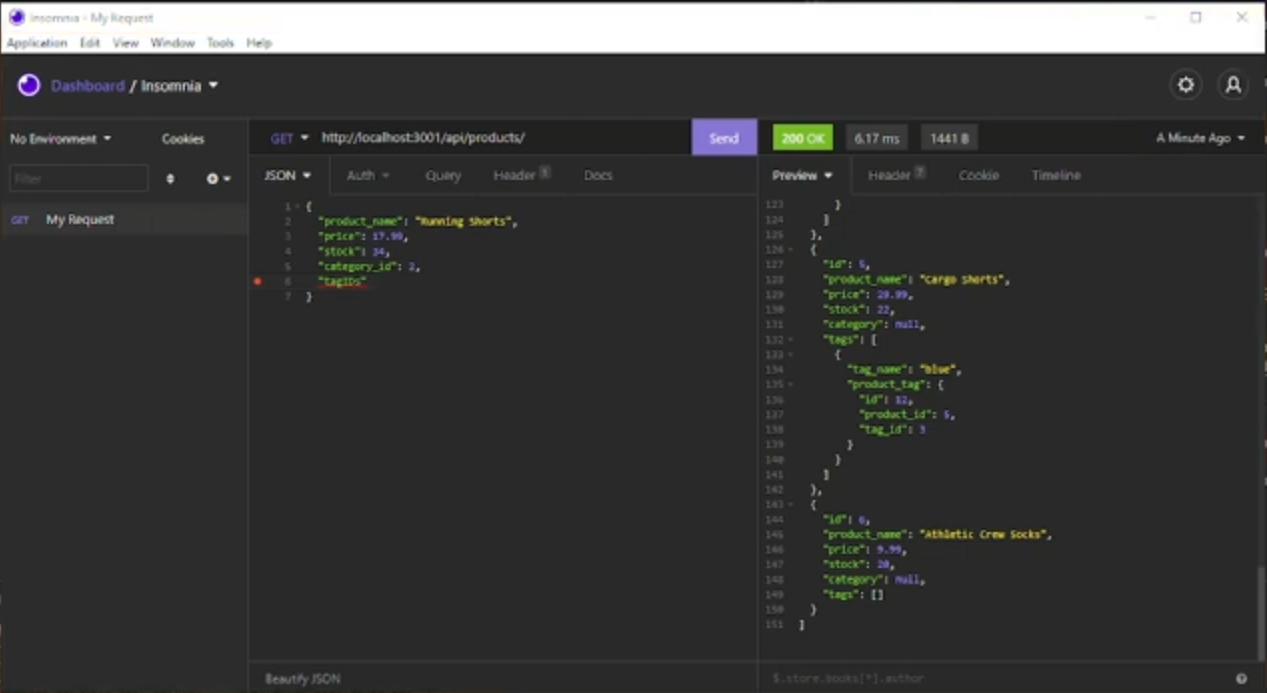 Insomnia - My Request
Application Edit View Window Tools Help
Dashboard / Insomnia
No Environment
Cookies
GET http://localhost:3001/api/products/
Send
200 OK
6.17 ms
1441 B
A Minute Ago
Filter
JSON Auth Query Header 1 Docs
Preview Header 7 Cookie Timeline
GET My Request
1 {
2 "product_name": "Running Shorts",
3 "price": 17.99,
4 "stock": 34,
5 "category_id": 2,
6 "tagIDs"
7 }
123 }
124 ]
125 },
126 {
127 "id": 5,
128 "product_name": "Cargo Shorts",
129 "price": 29.99,
130 "stock": 22,
131 "category": null,
132 "tags": [
133 {
134 "tag_name": "blue",
135 "product_tag": {
136 "id": 12,
137 "product_id": 5,
138 "tag_id": 3
139 }
140 }
141 ]
142 },
143 {
144 "id": 6,
145 "product_name": "Athletic Crew Socks",
146 "price": 9.99,
147 "stock": 20,
148 "category": null,
149 "tags": []
150 }
151 ]
Beautify JSON
$.store.books[*].author